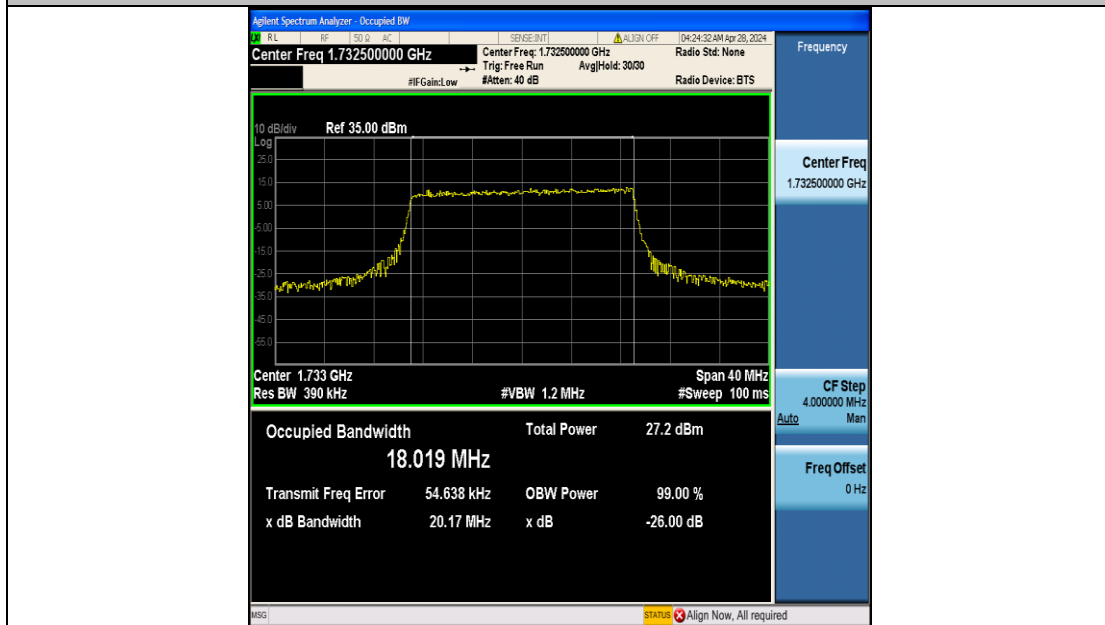 Agilent Spectrum Analyzer - Occupied BW
LXI RL RF 50 Ω AC SENSE:INT ALIGN OFF 04:24:32 AM Apr 28, 2024
Center Freq 1.732500000 GHz
Center Freq: 1.732500000 GHz
Radio Std: None
Trig: Free Run Avg|Hold: 30/30
#IFGain:Low #Atten: 40 dB Radio Device: BTS
10 dB/div Ref 35.00 dBm
Log
25.0
15.0
5.00
-5.00
-15.0
-25.0
-35.0
-45.0
-55.0
Center 1.733 GHz Span 40 MHz
Res BW 390 kHz #VBW 1.2 MHz #Sweep 100 ms
Occupied Bandwidth Total Power 27.2 dBm
18.019 MHz
Transmit Freq Error 54.638 kHz OBW Power 99.00 %
x dB Bandwidth 20.17 MHz x dB -26.00 dB
MSG STATUS Align Now, All required
Frequency
Center Freq
1.732500000 GHz
CF Step
4.000000 MHz
Auto Man
Freq Offset
0 Hz